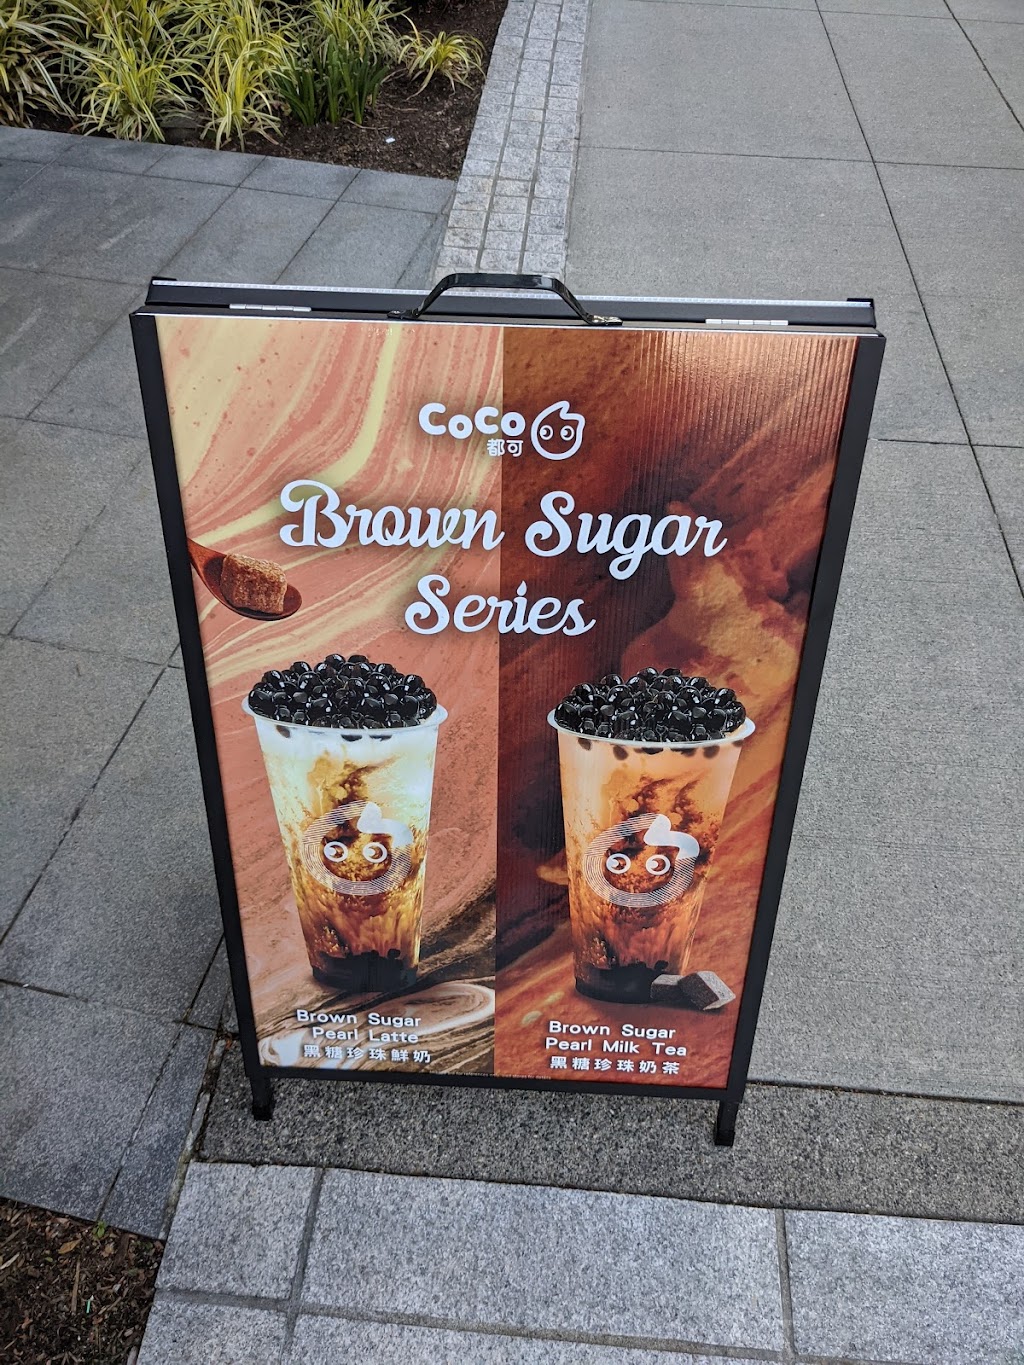 CoCo
都可
Brown Sugar
Series
Brown Sugar
Pearl Latte
黑糖珍珠鮮奶
Brown Sugar
Pearl Milk Tea
黑糖珍珠奶茶